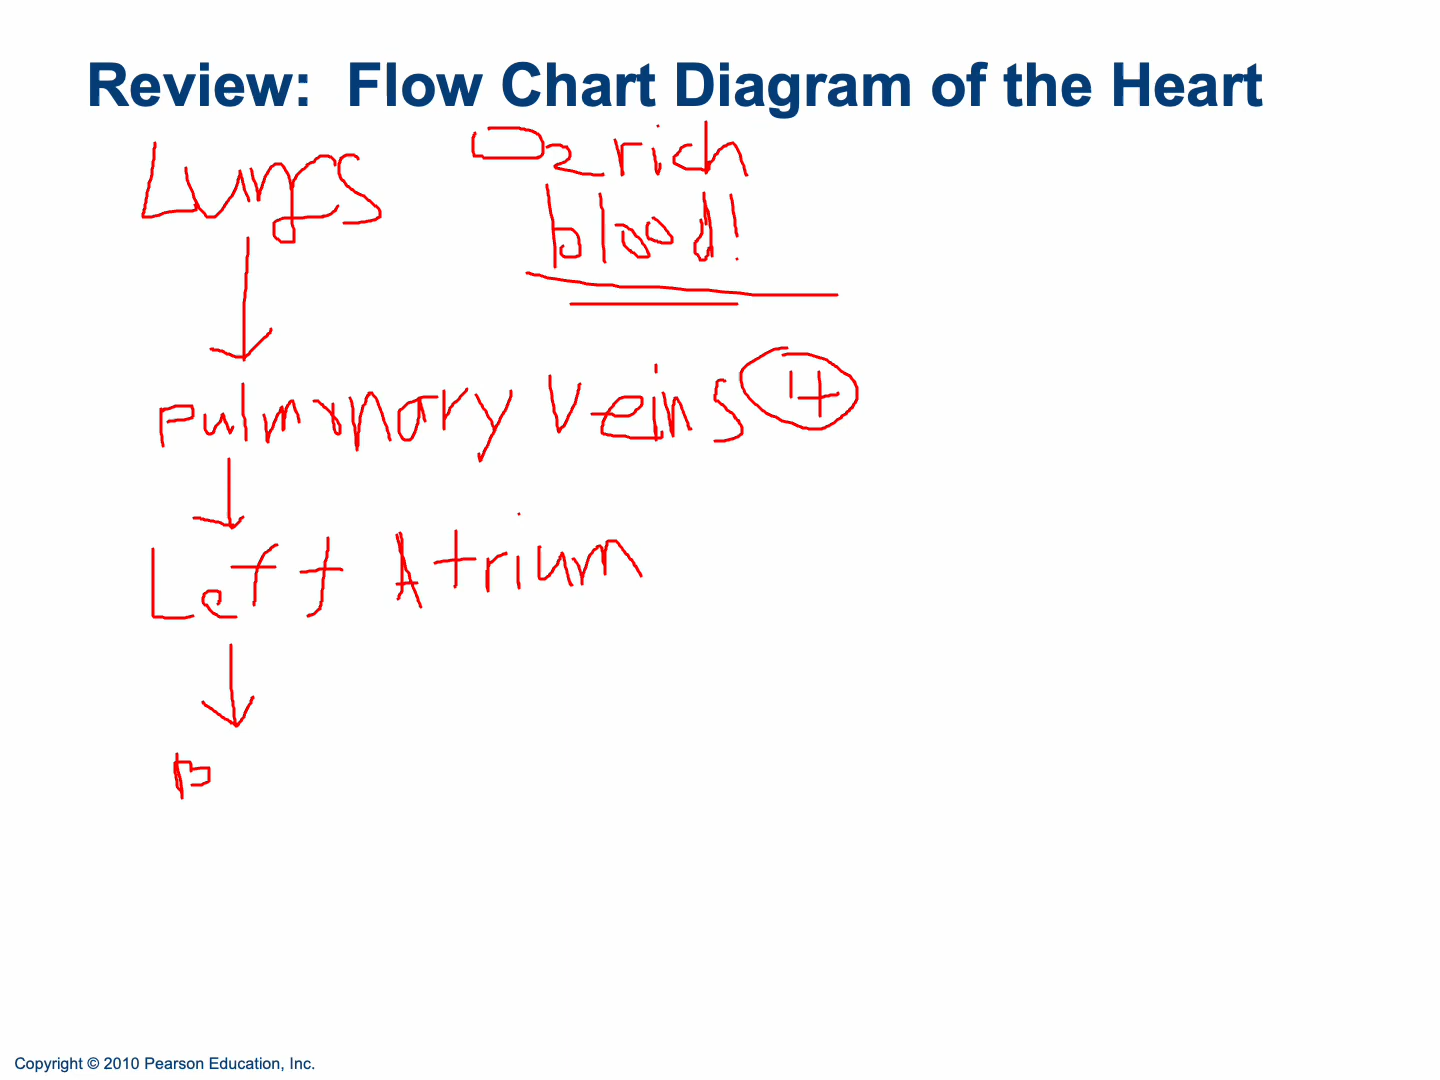 Review: Flow Chart Diagram of the Heart
Lungs
O2 rich
blood!
Pulmonary Veins 4
Left Atrium
B
Copyright © 2010 Pearson Education, Inc.